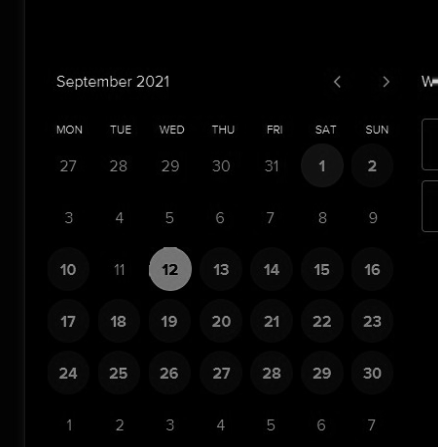 September 2021 < >
MON TUE WED THU FRI SAT SUN
27 28 29 30 31 1 2
3 4 5 6 7 8 9
10 11 12 13 14 15 16
17 18 19 20 21 22 23
24 25 26 27 28 29 30
1 2 3 4 5 6 7